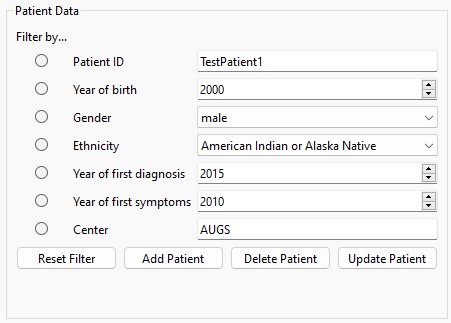 Patient Data
Filter by...
Patient ID TestPatient1
Year of birth 2000
Gender male
Ethnicity American Indian or Alaska Native
Year of first diagnosis 2015
Year of first symptoms 2010
Center AUGS
Reset Filter Add Patient Delete Patient Update Patient